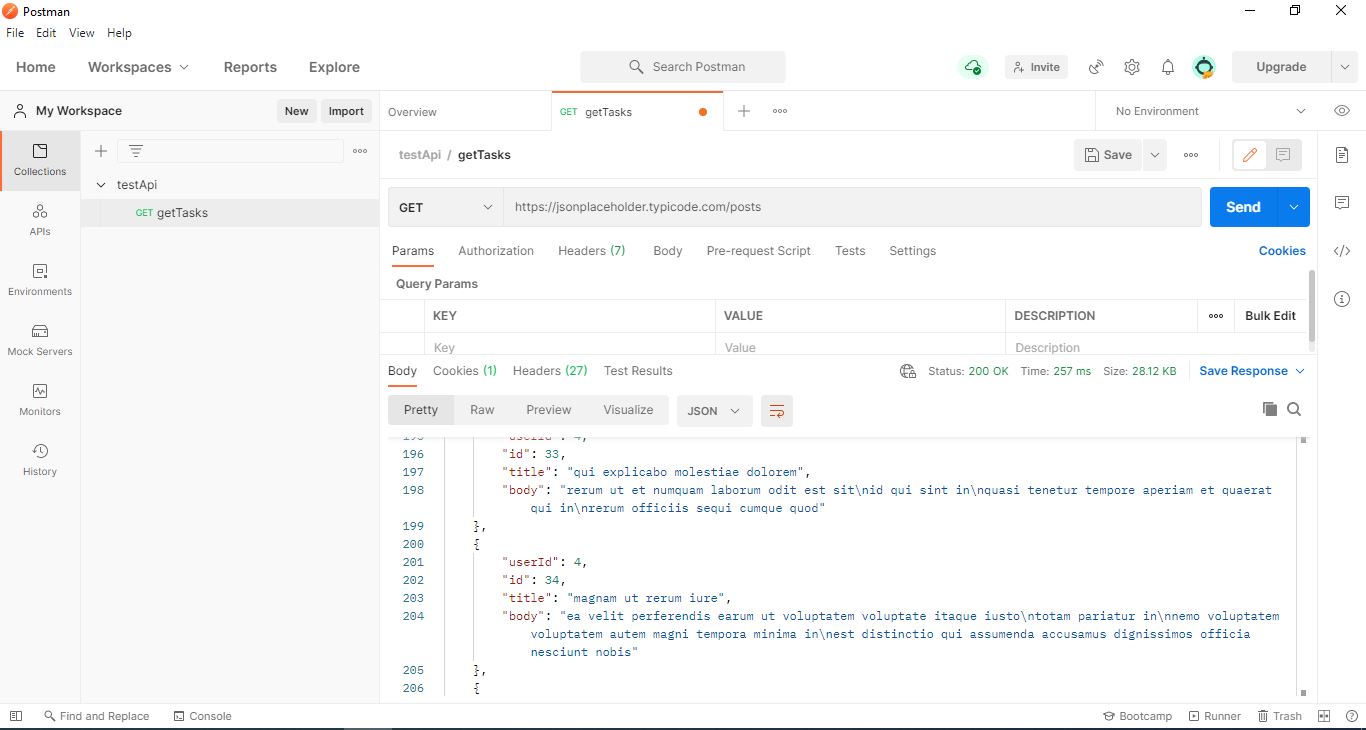 Postman
File Edit View Help
Home Workspaces Reports Explore Search Postman Invite Upgrade
My Workspace New Import Overview GET getTasks No Environment
Collections
APIs
Environments
Mock Servers
Monitors
History
testApi
GET getTasks
testApi / getTasks Save
GET https://jsonplaceholder.typicode.com/posts Send
Params Authorization Headers (7) Body Pre-request Script Tests Settings Cookies
Query Params
KEY VALUE DESCRIPTION Bulk Edit
Key Value Description
Body Cookies (1) Headers (27) Test Results Status: 200 OK Time: 257 ms Size: 28.12 KB Save Response
Pretty Raw Preview Visualize JSON
195 "userId": 4,
196 "id": 33,
197 "title": "qui explicabo molestiae dolorem",
198 "body": "rerum ut et numquam laborum odit est sit\nid qui sint in\nquasi tenetur tempore aperiam et quaerat
qui in\nrerum officiis sequi cumque quod"
199 },
200 {
201 "userId": 4,
202 "id": 34,
203 "title": "magnam ut rerum iure",
204 "body": "ea velit perferendis earum ut voluptatem voluptate itaque iusto\ntotam pariatur in\nnemo voluptatem
voluptatem autem magni tempora minima in\nest distinctio qui assumenda accusamus dignissimos officia
nesciunt nobis"
205 },
206 {
Find and Replace Console Bootcamp Runner Trash